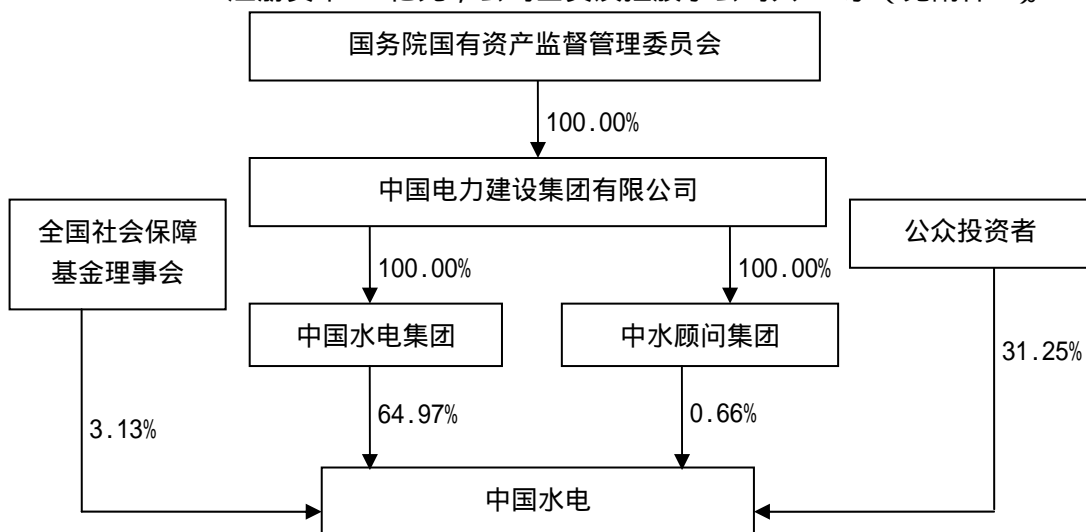 国务院国有资产监督管理委员会
100.00%
中国电力建设集团有限公司
全国社会保障
基金理事会
公众投资者
100.00%
100.00%
中国水电集团
中水顾问集团
31.25%
64.97%
0.66%
3.13%
中国水电